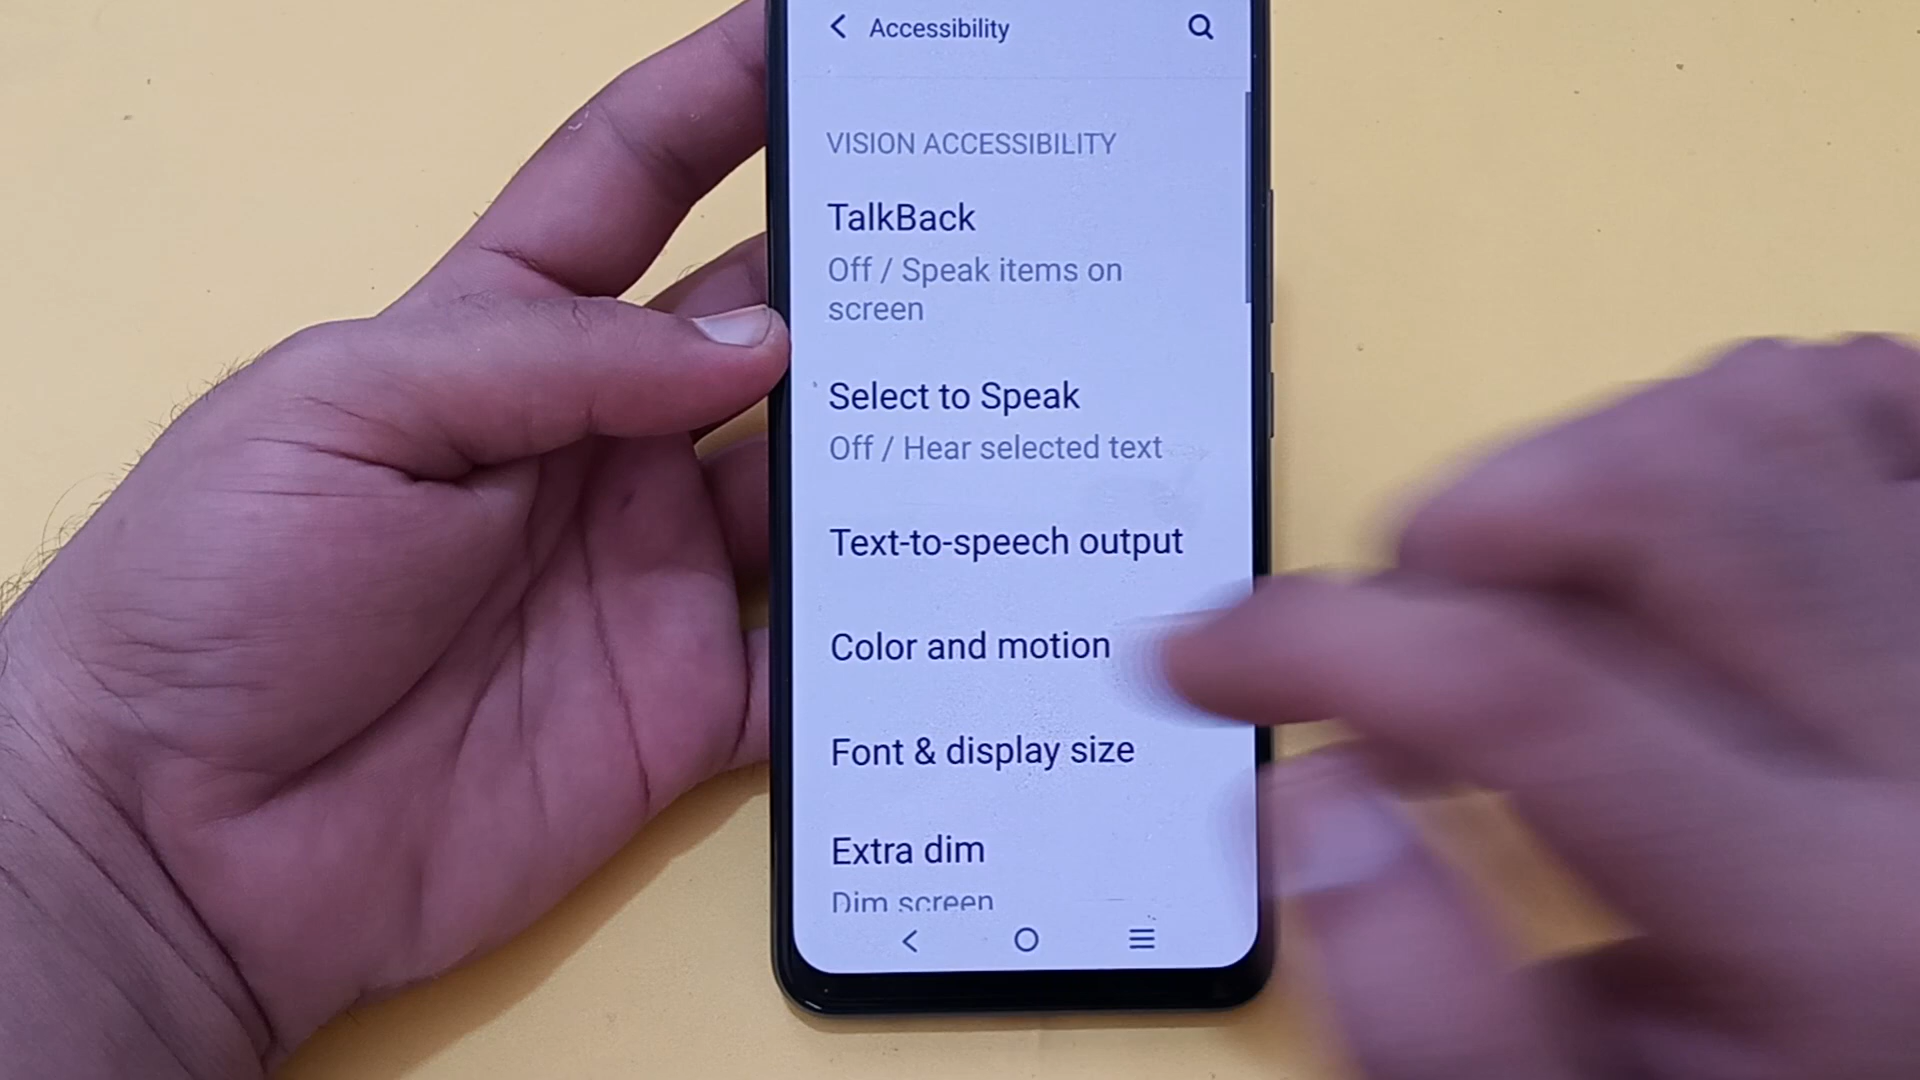 Accessibility
VISION ACCESSIBILITY
TalkBack
Off / Speak items on
screen
Select to Speak
Off / Hear selected text
Text-to-speech output
Color and motion
Font & display size
Extra dim
Dim screen